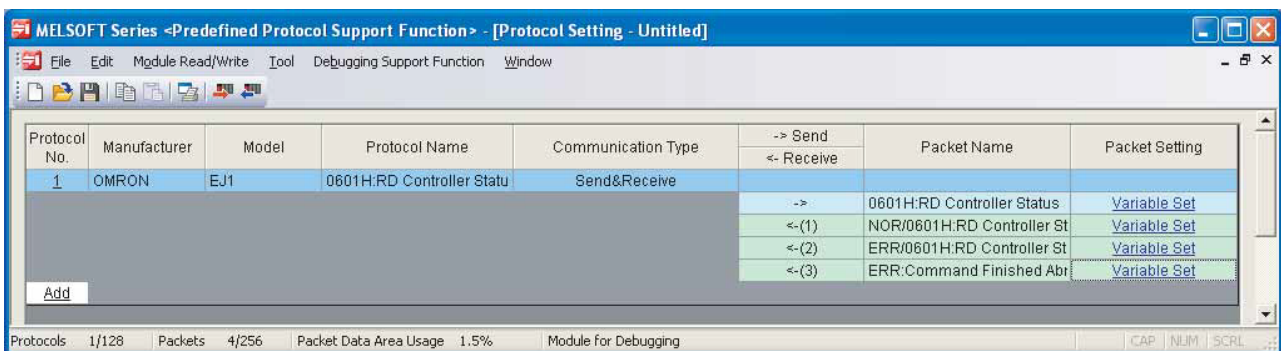 MELSOFT Series <Predefined Protocol Support Function> - [Protocol Setting - Untitled]
File Edit Module Read/Write Tool Debugging Support Function Window
Protocol No. Manufacturer Model Protocol Name Communication Type -> Send <- Receive Packet Name Packet Setting
1 OMRON EJ1 0601H:RD Controller Statu Send&Receive
-> 0601H:RD Controller Status Variable Set
<-(1) NOR/0601H:RD Controller St Variable Set
<-(2) ERR/0601H:RD Controller St Variable Set
<-(3) ERR:Command Finished Abr Variable Set
Add
Protocols 1/128 Packets 4/256 Packet Data Area Usage 1.5% Module for Debugging CAP NUM SCRL